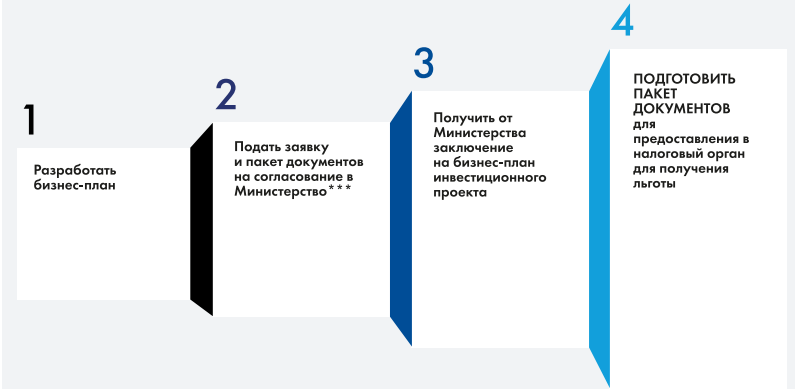 1
Разработать
бизнес-план
2
Подать заявку
и пакет документов
на согласование в
Министерство***
3
Получить от
Министерства
заключение
на бизнес-план
инвестиционного
проекта
4
ПОДГОТОВИТЬ
ПАКЕТ
ДОКУМЕНТОВ
для
предоставления в
налоговый орган
для получения
льготы